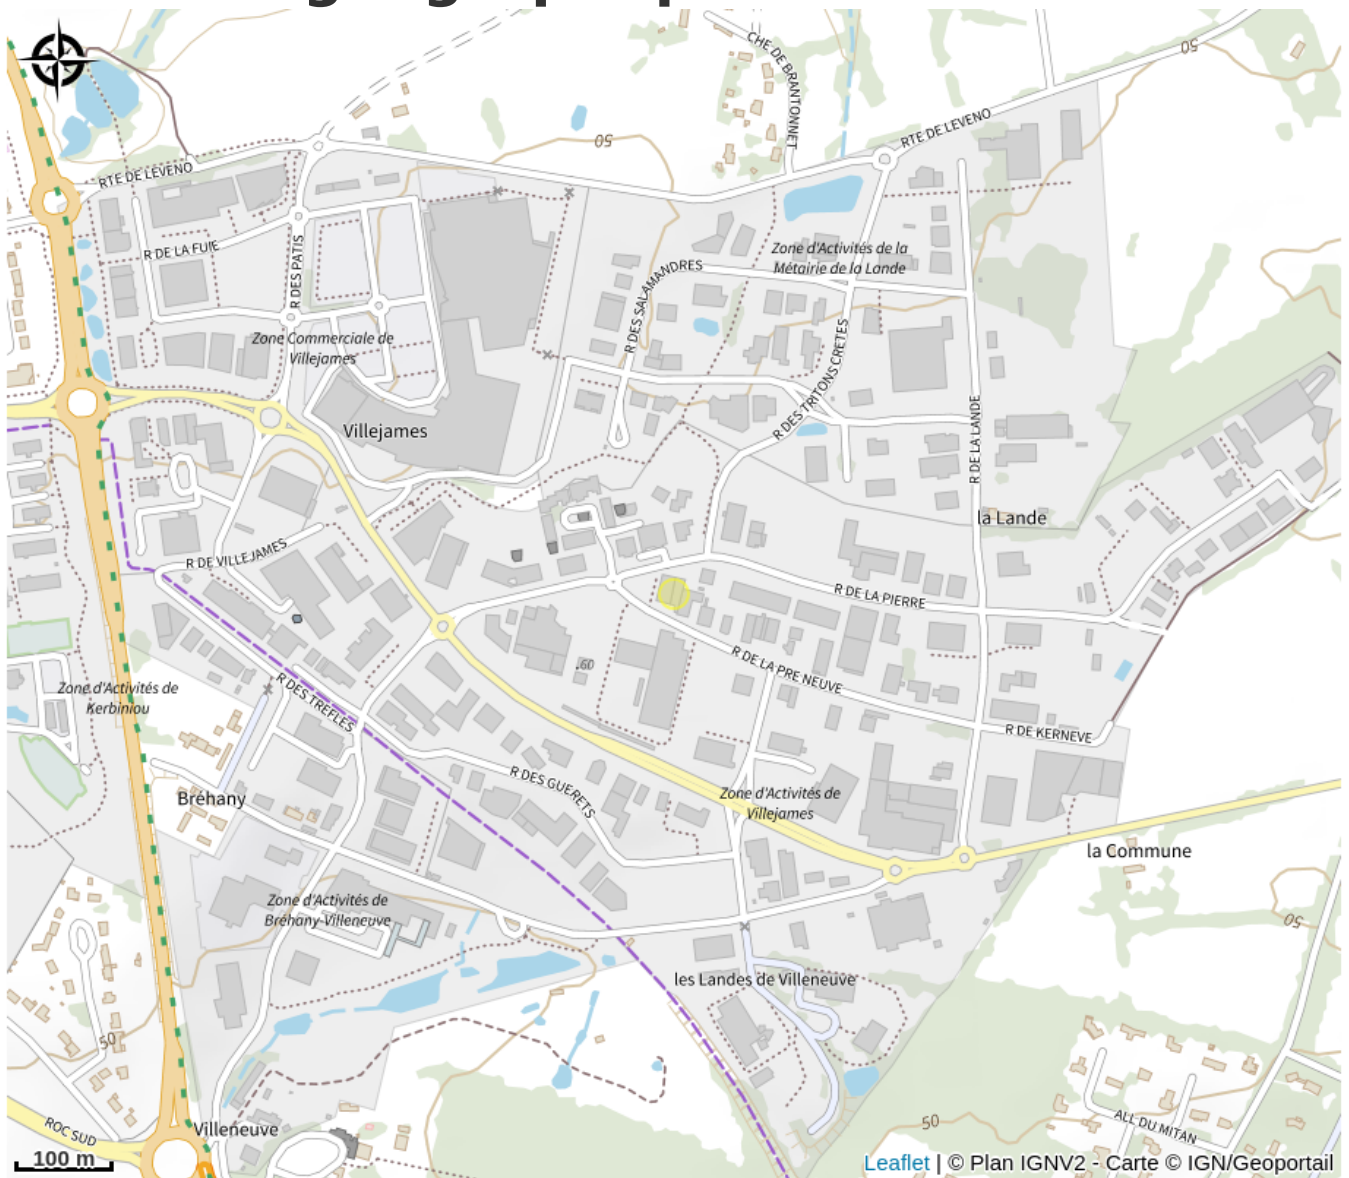 CHE DE BRANTONNET
50
RTE DE LEVENO
50
RTE DE LEVENO
R DE LA FUIE
R DES PATIS
Zone d'Activités de la
Métairie de la Lande
R DES SALAMANDRES
Zone Commerciale de
Villejames
R DES TRITONS CRETES
Villejames
R DE LA LANDE
la Lande
R DE VILLEJAMES
R DE LA PIERRE
.60
R DE LA PRE NEUVE
Zone d'Activités de
Kerbiniou
R DES TREFLES
R DE KERNEVE
R DES GUERETS
Bréhany
Zone d'Activités de
Villejames
la Commune
Zone d'Activités de
Bréhany-Villeneuve
50
les Landes de Villeneuve
50
50
ROC SUD
Villeneuve
ALL DU MITAN
100 m
Leaflet | © Plan IGNV2 - Carte © IGN/Geoportail